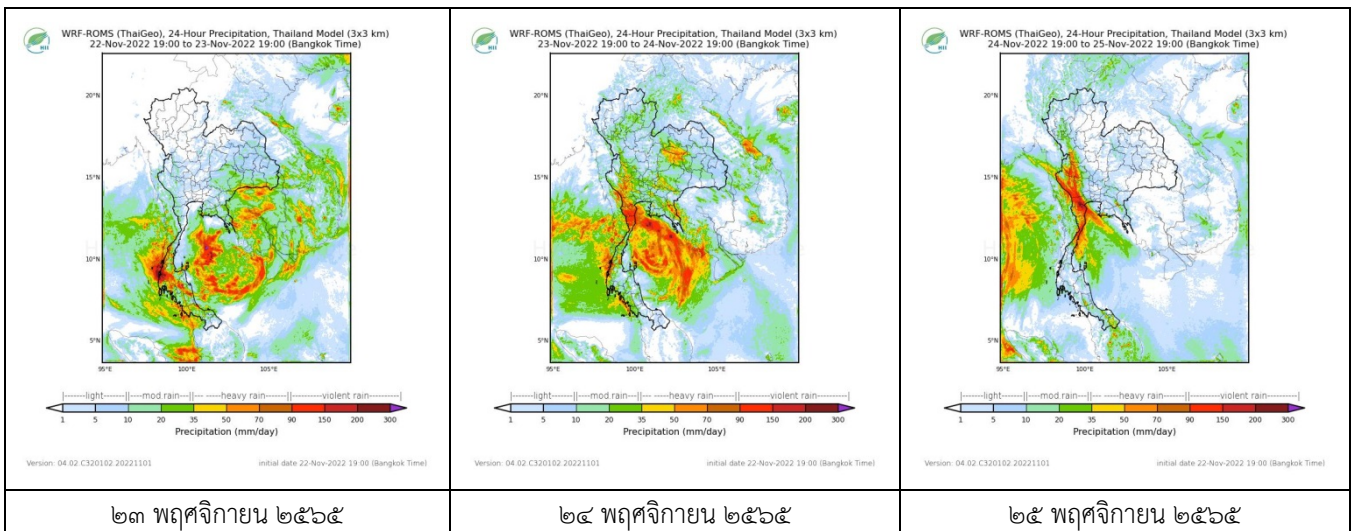 WRF-ROMS (ThaiGeo), 24-Hour Precipitation, Thailand Model (3x3 km)
22-Nov-2022 19:00 to 23-Nov-2022 19:00 (Bangkok Time)
HII
20°N
15°N
10°N
5°N
95°E 100°E 105°E
|-------light------||---mod rain---||--- ---heavy rain------||------violent rain-----|
1 5 10 20 35 50 70 90 150 200 300
Precipitation (mm/day)
Version: 04.02.C320102.20221101 initial date 22-Nov-2022 19:00 (Bangkok Time)
๒๓ พฤศจิกายน ๒๕๖๕
WRF-ROMS (ThaiGeo), 24-Hour Precipitation, Thailand Model (3x3 km)
23-Nov-2022 19:00 to 24-Nov-2022 19:00 (Bangkok Time)
HII
20°N
15°N
10°N
5°N
95°E 100°E 105°E
|-------light------||---mod rain---||--- ---heavy rain------||------violent rain-----|
1 5 10 20 35 50 70 90 150 200 300
Precipitation (mm/day)
Version: 04.02.C320102.20221101 initial date 22-Nov-2022 19:00 (Bangkok Time)
๒๔ พฤศจิกายน ๒๕๖๕
WRF-ROMS (ThaiGeo), 24-Hour Precipitation, Thailand Model (3x3 km)
24-Nov-2022 19:00 to 25-Nov-2022 19:00 (Bangkok Time)
HII
20°N
15°N
10°N
5°N
95°E 100°E 105°E
|-------light------||---mod rain---||--- ---heavy rain------||------violent rain-----|
1 5 10 20 35 50 70 90 150 200 300
Precipitation (mm/day)
Version: 04.02.C320102.20221101 initial date 22-Nov-2022 19:00 (Bangkok Time)
๒๕ พฤศจิกายน ๒๕๖๕